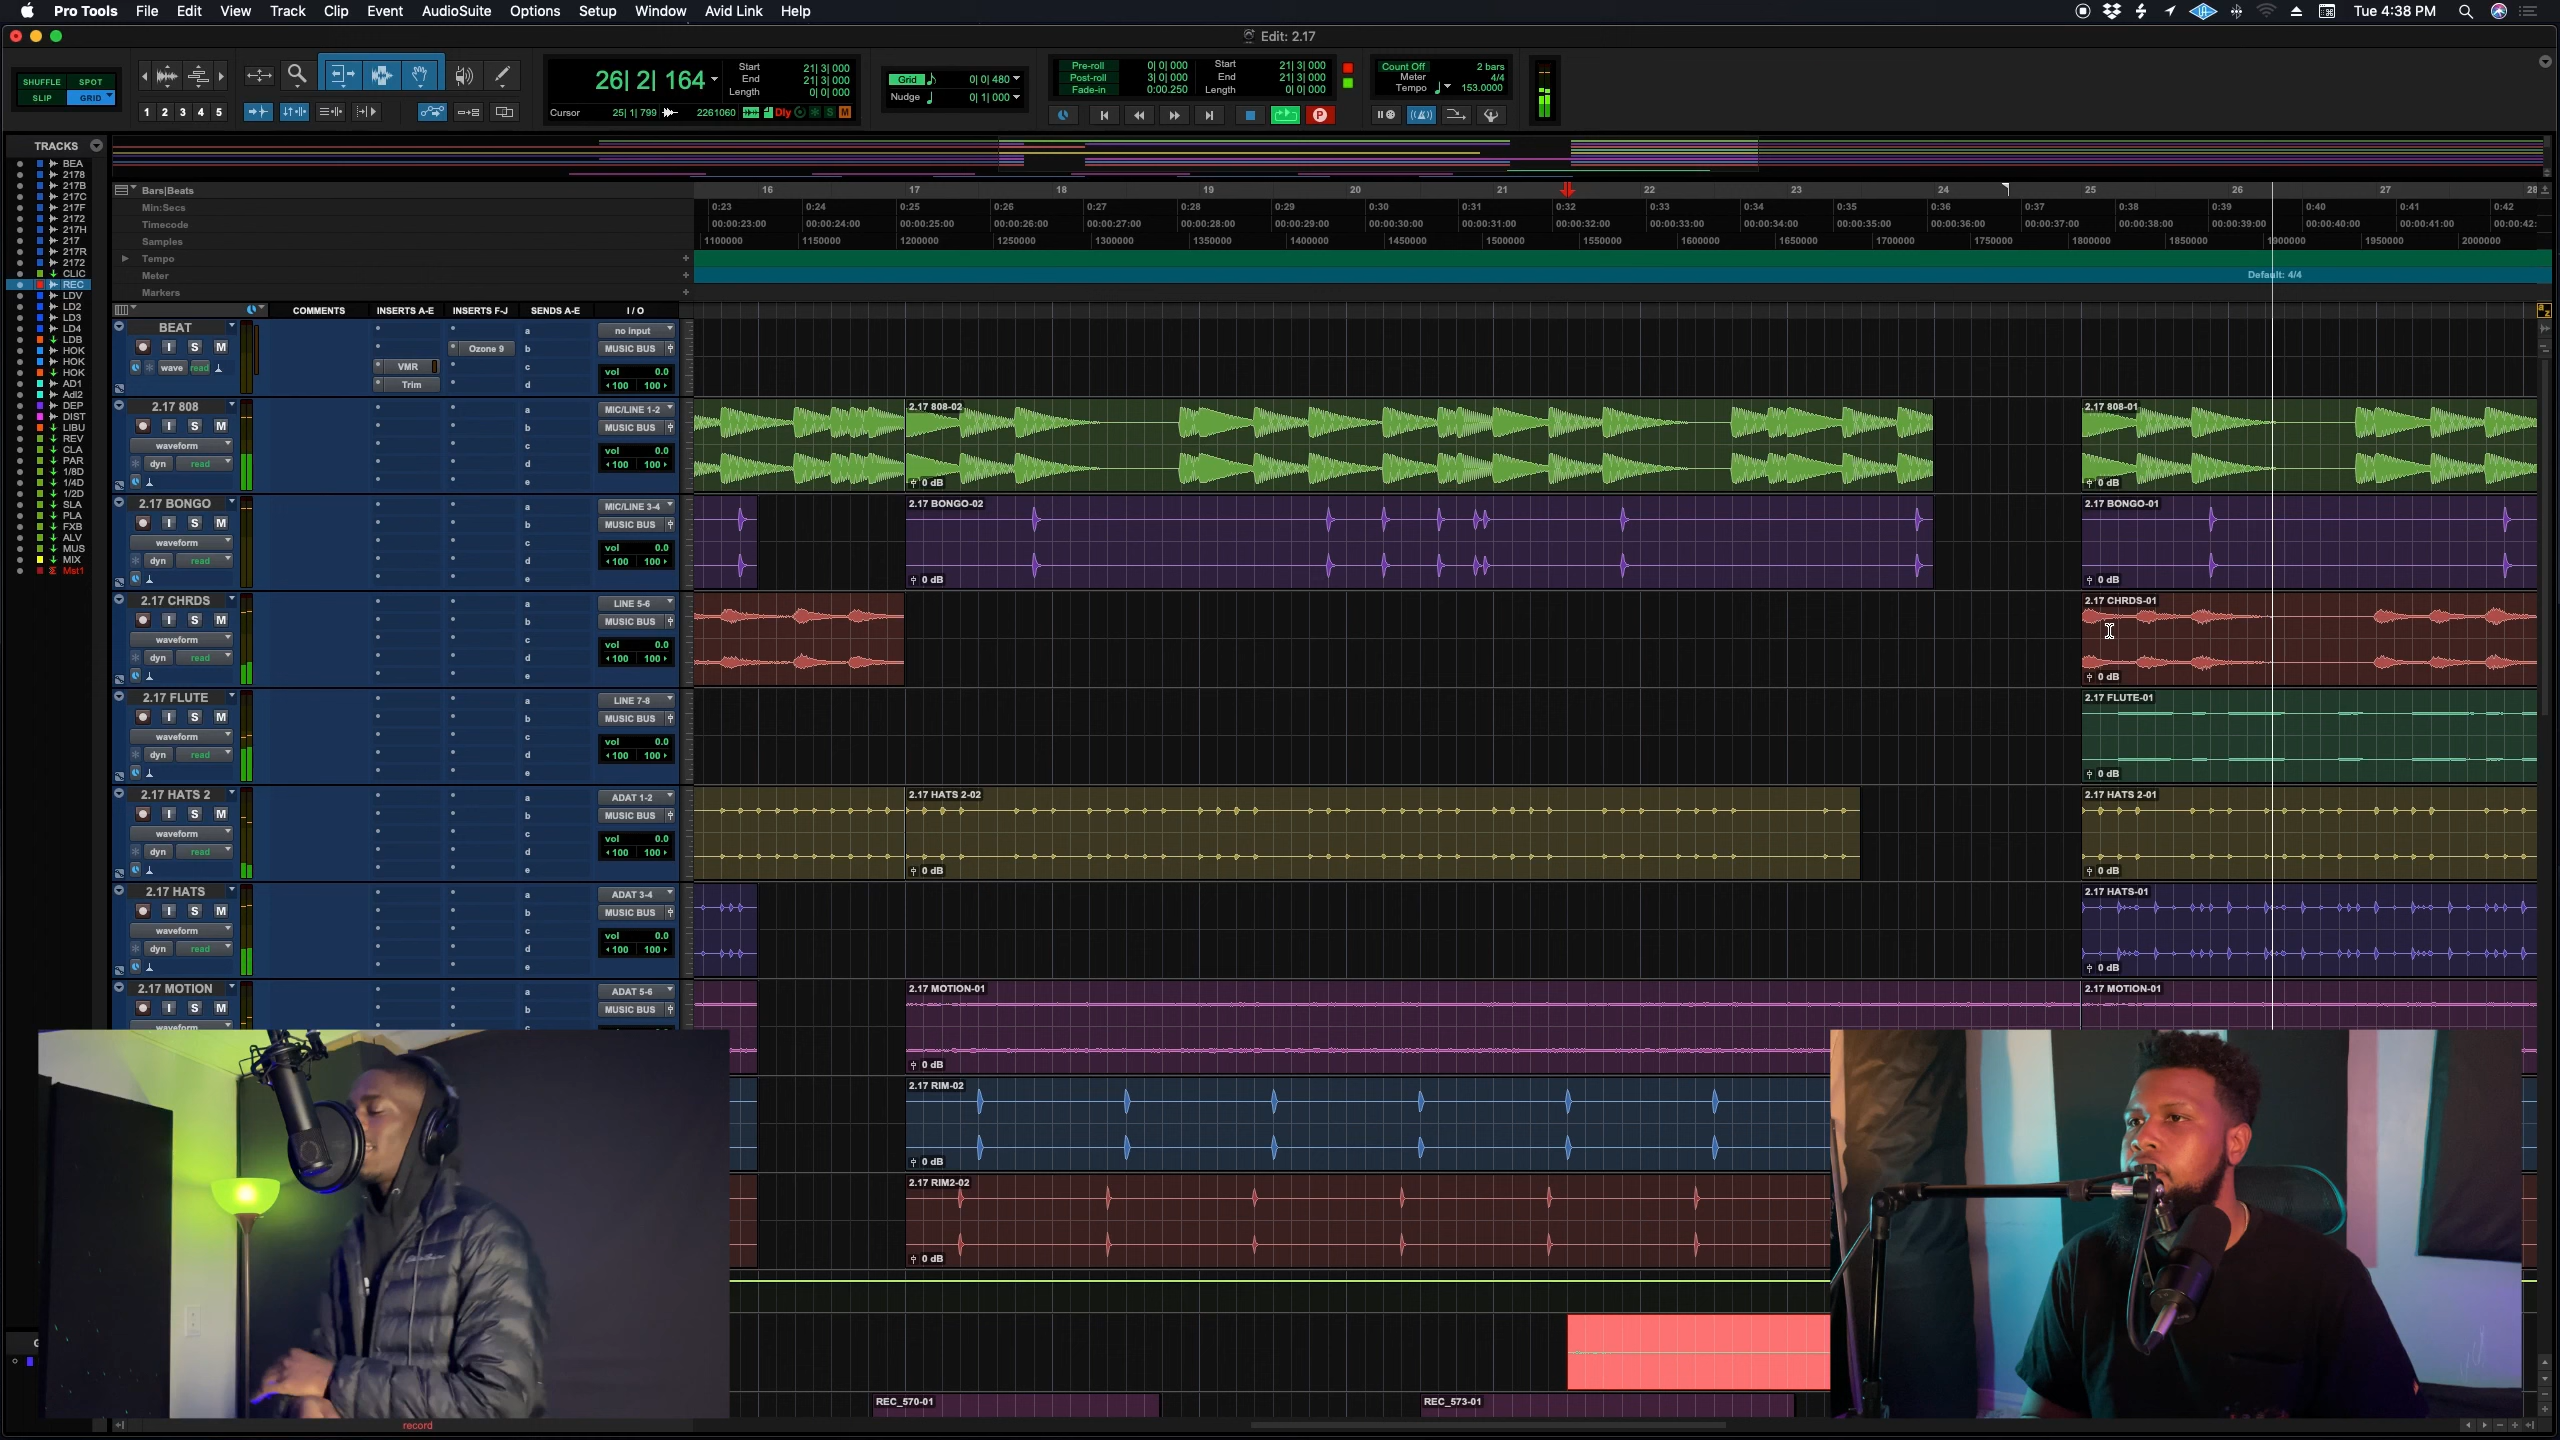 Pro Tools File Edit View Track Clip Event AudioSuite Options Setup Window Avid Link Help
Tue 4:38 PM
Edit: 2.17
SHUFFLE SPOT
SLIP GRID
1 2 3 4 5
26| 2| 164
Start 21| 3| 000
End 21| 3| 000
Length 0| 0| 000
Cursor 25| 1| 799 2261060 Dly S M
Grid 0| 0| 480
Nudge 0| 1| 000
Pre-roll 0| 0| 000 Start 21| 3| 000
Post-roll 3| 0| 000 End 21| 3| 000
Fade-in 0:00.250 Length 0| 0| 000
Count Off 2 bars
Meter 4/4
Tempo 153.0000
TRACKS
BEA
2178
217B
217C
217F
2172
217H
217
217R
2172
CLIC
REC
LDV
LD2
LD3
LD4
LDB
HOK
HOK
HOK
AD1
Adl2
DEP
DIST
LIBU
REV
CLA
PAR
1/8D
1/4D
1/2D
SLA
PLA
FXB
ALV
MUS
MIX
Mst1
Bars|Beats 16 17 18 19 20 21 22 23 24 25 26 27 28
Min:Secs 0:23 0:24 0:25 0:26 0:27 0:28 0:29 0:30 0:31 0:32 0:33 0:34 0:35 0:36 0:37 0:38 0:39 0:40 0:41 0:42
Timecode 00:00:23:00 00:00:24:00 00:00:25:00 00:00:26:00 00:00:27:00 00:00:28:00 00:00:29:00 00:00:30:00 00:00:31:00 00:00:32:00 00:00:33:00 00:00:34:00 00:00:35:00 00:00:36:00 00:00:37:00 00:00:38:00 00:00:39:00 00:00:40:00 00:00:41:00 00:00:42:
Samples 1100000 1150000 1200000 1250000 1300000 1350000 1400000 1450000 1500000 1550000 1600000 1650000 1700000 1750000 1800000 1850000 1900000 1950000 2000000
Tempo
Meter Default: 4/4
Markers
COMMENTS INSERTS A-E INSERTS F-J SENDS A-E I / O
BEAT a no input
I S M Ozone 9 b MUSIC BUS
wave read VMR c vol 0.0
Trim d 100 100
2.17 808 a MIC/LINE 1-2 2.17 808-02 2.17 808-01
I S M b MUSIC BUS
waveform c vol 0.0
dyn read d 100 100
e 0 dB 0 dB
2.17 BONGO a MIC/LINE 3-4 2.17 BONGO-02 2.17 BONGO-01
I S M b MUSIC BUS
waveform c vol 0.0
dyn read d 100 100
e 0 dB 0 dB
2.17 CHRDS a LINE 5-6 2.17 CHRDS-01
I S M b MUSIC BUS
waveform c vol 0.0
dyn read d 100 100
e 0 dB
2.17 FLUTE a LINE 7-8 2.17 FLUTE-01
I S M b MUSIC BUS
waveform c vol 0.0
dyn read d 100 100
e 0 dB
2.17 HATS 2 a ADAT 1-2 2.17 HATS 2-02 2.17 HATS 2-01
I S M b MUSIC BUS
waveform c vol 0.0
dyn read d 100 100
e 0 dB 0 dB
2.17 HATS a ADAT 3-4 2.17 HATS-01
I S M b MUSIC BUS
waveform c vol 0.0
dyn read d 100 100
e 0 dB
2.17 MOTION a ADAT 5-6 2.17 MOTION-01 2.17 MOTION-01
I S M b MUSIC BUS
waveform c
0 dB
2.17 RIM-02
0 dB
2.17 RIM2-02
0 dB
REC_570-01 REC_573-01
record